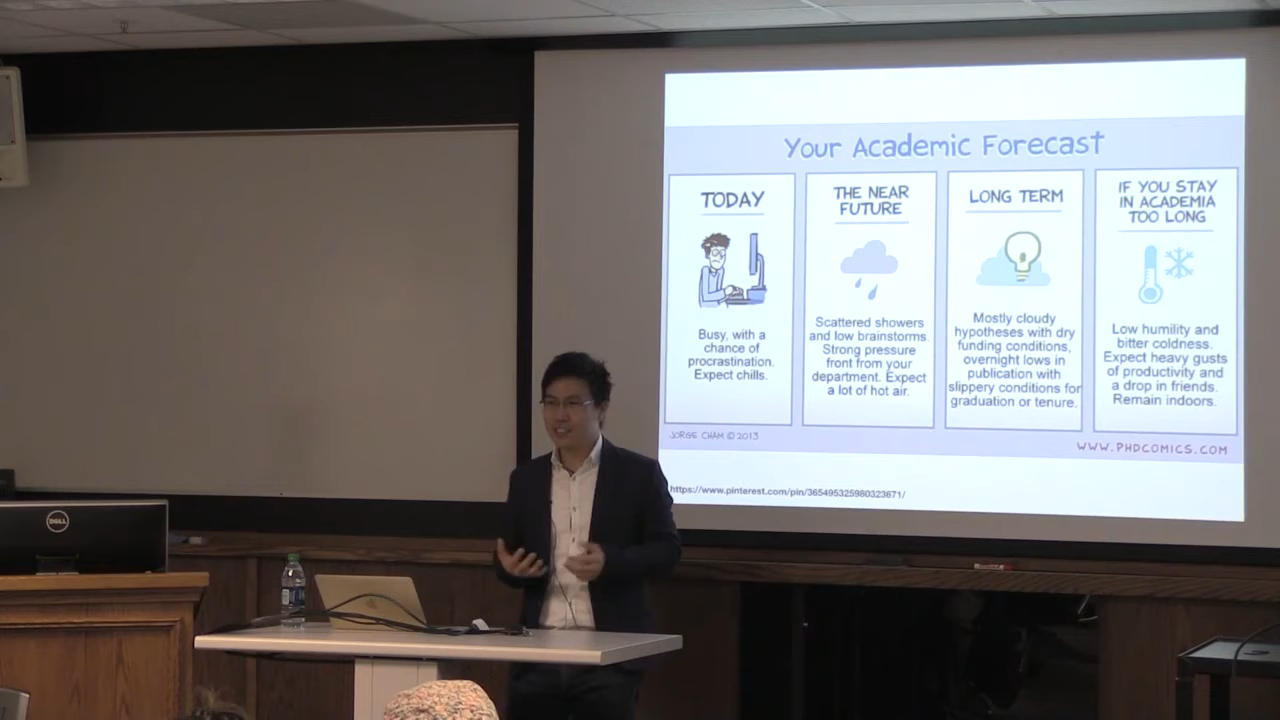 Your Academic Forecast
TODAY
Busy, with a
chance of
procrastination.
Expect chills.
THE NEAR
FUTURE
Scattered showers
and low brainstorms.
Strong pressure
front from your
department. Expect
a lot of hot air.
LONG TERM
Mostly cloudy
hypotheses with dry
funding conditions,
overnight lows in
publication with
slippery conditions for
graduation or tenure.
IF YOU STAY
IN ACADEMIA
TOO LONG
Low humility and
bitter coldness.
Expect heavy gusts
of productivity and
a drop in friends.
Remain indoors.
JORGE CHAM © 2013
WWW.PHDCOMICS.COM
https://www.pinterest.com/pin/365495325980323671/
DELL